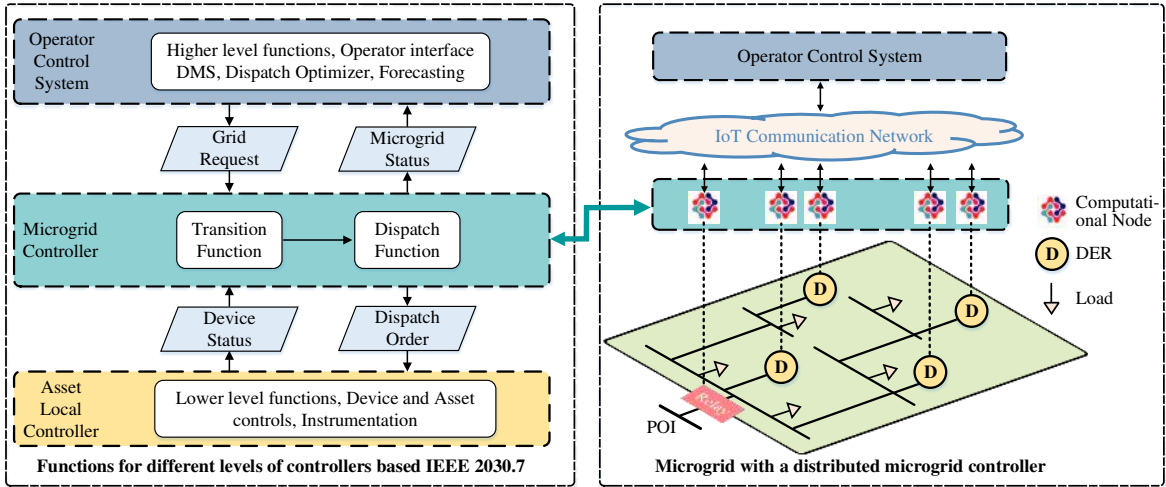 Operator
Control
System
Higher level functions, Operator interface
DMS, Dispatch Optimizer, Forecasting
Grid
Request
Microgrid
Status
Microgrid
Controller
Transition
Function
Dispatch
Function
Device
Status
Dispatch
Order
Asset
Local
Controller
Lower level functions, Device and Asset
controls, Instrumentation
Functions for different levels of controllers based IEEE 2030.7
Operator Control System
IoT Communication Network
Computati-
onal Node
D
DER
Load
D
D
D
D
Relay
POI
Microgrid with a distributed microgrid controller